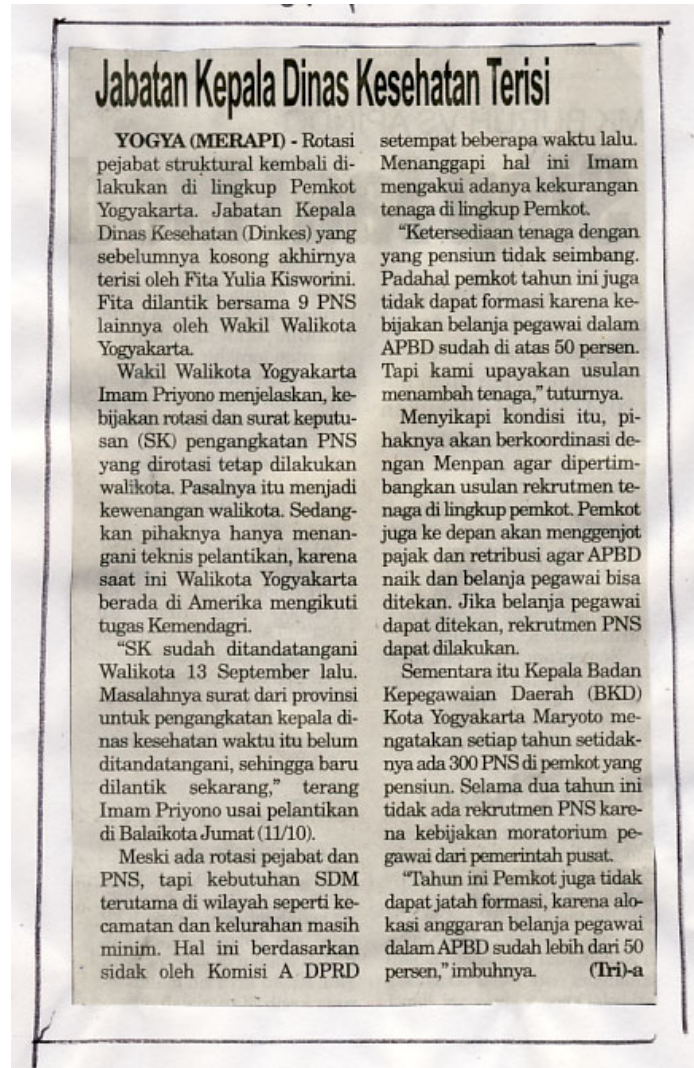 Jabatan Kepala Dinas Kesehatan Terisi
YOGYA (MERAPI) - Rotasi
pejabat struktural kembali di-
lakukan di lingkup Pemkot
Yogyakarta. Jabatan Kepala
Dinas Kesehatan (Dinkes) yang
sebelumnya kosong akhirnya
terisi oleh Fita Yulia Kisworini.
Fita dilantik bersama 9 PNS
lainnya oleh Wakil Walikota
Yogyakarta.
Wakil Walikota Yogyakarta
Imam Priyono menjelaskan, ke-
bijakan rotasi dan surat keputu-
san (SK) pengangkatan PNS
yang dirotasi tetap dilakukan
walikota. Pasalnya itu menjadi
kewenangan walikota. Sedang-
kan pihaknya hanya menan-
gani teknis pelantikan, karena
saat ini Walikota Yogyakarta
berada di Amerika mengikuti
tugas Kemendagri.
"SK sudah ditandatangani
Walikota 13 September lalu.
Masalahnya surat dari provinsi
untuk pengangkatan kepala di-
nas kesehatan waktu itu belum
ditandatangani, sehingga baru
dilantik sekarang," terang
Imam Priyono usai pelantikan
di Balaikota Jumat (11/10).
Meski ada rotasi pejabat dan
PNS, tapi kebutuhan SDM
terutama di wilayah seperti ke-
camatan dan kelurahan masih
minim. Hal ini berdasarkan
sidak oleh Komisi A DPRD
setempat beberapa waktu lalu.
Menanggapi hal ini Imam
mengakui adanya kekurangan
tenaga di lingkup Pemkot.
"Ketersediaan tenaga dengan
yang pensiun tidak seimbang.
Padahal pemkot tahun ini juga
tidak dapat formasi karena ke-
bijakan belanja pegawai dalam
APBD sudah di atas 50 persen.
Tapi kami upayakan usulan
menambah tenaga," tuturnya.
Menyikapi kondisi itu, pi-
haknya akan berkoordinasi de-
ngan Menpan agar dipertim-
bangkan usulan rekrutmen te-
naga di lingkup pemkot. Pemkot
juga ke depan akan menggenjot
pajak dan retribusi agar APBD
naik dan belanja pegawai bisa
ditekan. Jika belanja pegawai
dapat ditekan, rekrutmen PNS
dapat dilakukan.
Sementara itu Kepala Badan
Kepegawaian Daerah (BKD)
Kota Yogyakarta Maryoto me-
ngatakan setiap tahun setidak-
nya ada 300 PNS di pemkot yang
pensiun. Selama dua tahun ini
tidak ada rekrutmen PNS kare-
na kebijakan moratorium pe-
gawai dari pemerintah pusat.
"Tahun ini Pemkot juga tidak
dapat jatah formasi, karena alo-
kasi anggaran belanja pegawai
dalam APBD sudah lebih dari 50
persen," imbuhnya. (Tri)-a